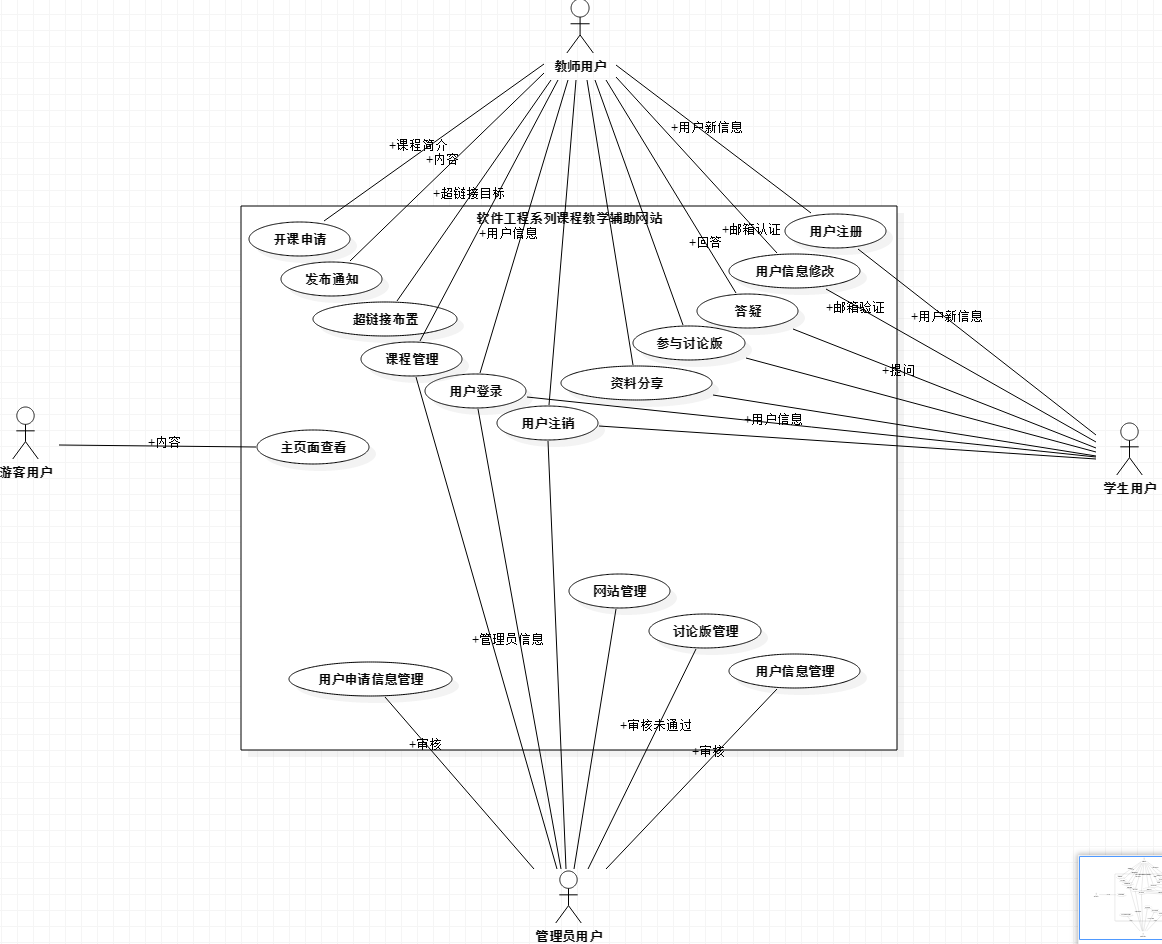 教师用户
+用户新信息
+课程简介
+内容
+超链接目标
软件工程系列课程教学辅助网站
+用户信息
+邮箱认证
+回答
用户注册
开课申请
用户信息修改
发布通知
+邮箱验证
答疑
+用户新信息
超链接布置
参与讨论版
课程管理
+提问
资料分享
用户登录
+用户信息
用户注销
+内容
主页面查看
游客用户
学生用户
网站管理
讨论版管理
+管理员信息
用户信息管理
用户申请信息管理
+审核未通过
+审核
+审核
管理员用户